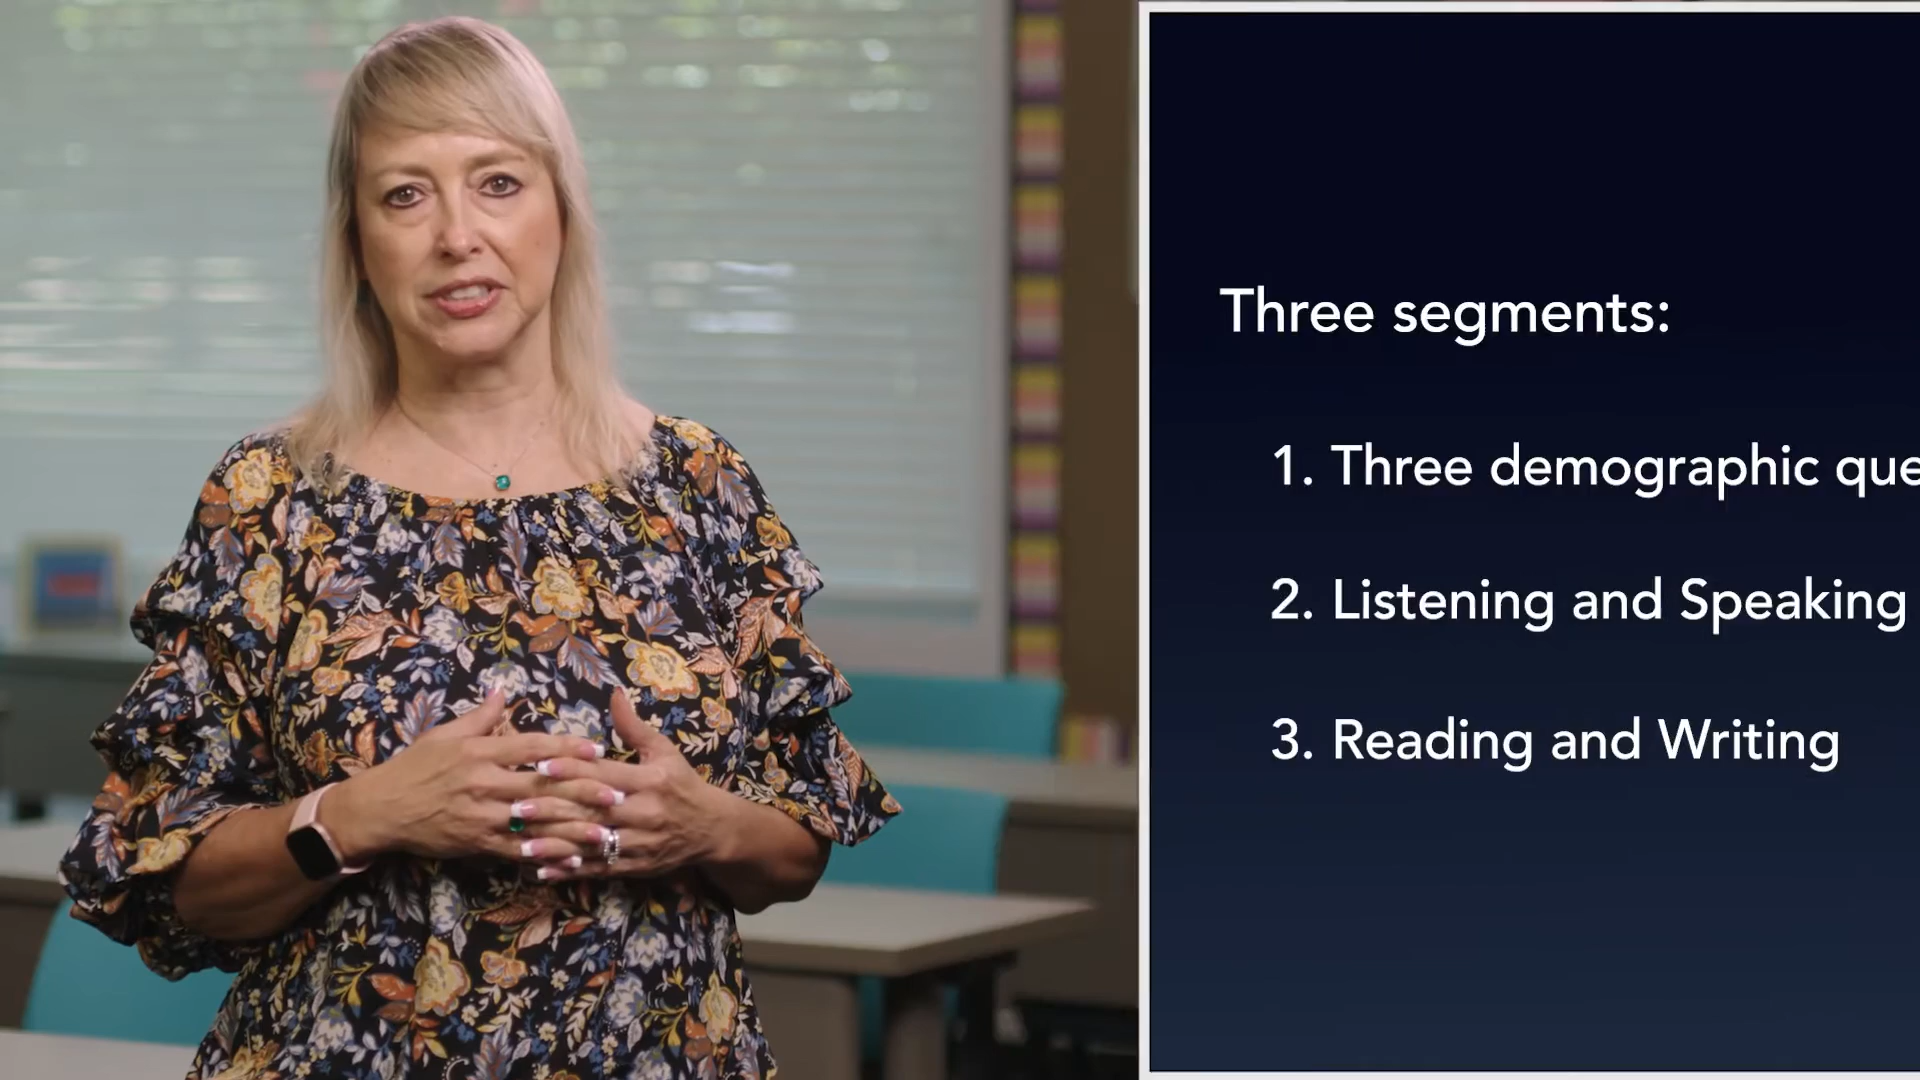 Three segments:
1. Three demographic que
2. Listening and Speaking
3. Reading and Writing